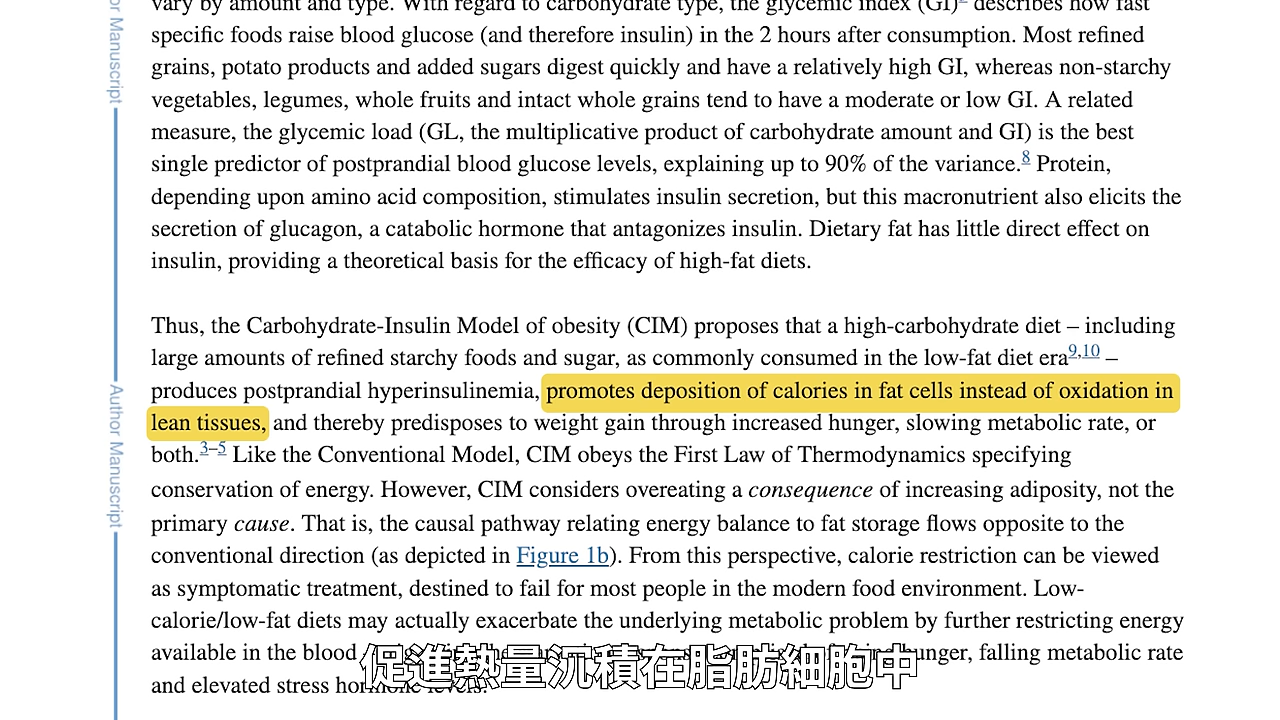 vary by amount and type. With regard to carbohydrate type, the glycemic index (GI)2 describes how fast
specific foods raise blood glucose (and therefore insulin) in the 2 hours after consumption. Most refined
grains, potato products and added sugars digest quickly and have a relatively high GI, whereas non-starchy
vegetables, legumes, whole fruits and intact whole grains tend to have a moderate or low GI. A related
measure, the glycemic load (GL, the multiplicative product of carbohydrate amount and GI) is the best
single predictor of postprandial blood glucose levels, explaining up to 90% of the variance.8 Protein,
depending upon amino acid composition, stimulates insulin secretion, but this macronutrient also elicits the
secretion of glucagon, a catabolic hormone that antagonizes insulin. Dietary fat has little direct effect on
insulin, providing a theoretical basis for the efficacy of high-fat diets.
Thus, the Carbohydrate-Insulin Model of obesity (CIM) proposes that a high-carbohydrate diet – including
large amounts of refined starchy foods and sugar, as commonly consumed in the low-fat diet era9,10 –
produces postprandial hyperinsulinemia, promotes deposition of calories in fat cells instead of oxidation in
lean tissues, and thereby predisposes to weight gain through increased hunger, slowing metabolic rate, or
both.3–5 Like the Conventional Model, CIM obeys the First Law of Thermodynamics specifying
conservation of energy. However, CIM considers overeating a consequence of increasing adiposity, not the
primary cause. That is, the causal pathway relating energy balance to fat storage flows opposite to the
conventional direction (as depicted in Figure 1b). From this perspective, calorie restriction can be viewed
as symptomatic treatment, destined to fail for most people in the modern food environment. Low-
calorie/low-fat diets may actually exacerbate the underlying metabolic problem by further restricting energy
available in the blood hunger, falling metabolic rate
and elevated stress hormone levels.
促進熱量沉積在脂肪細胞中
or Manuscript
Author Manuscript